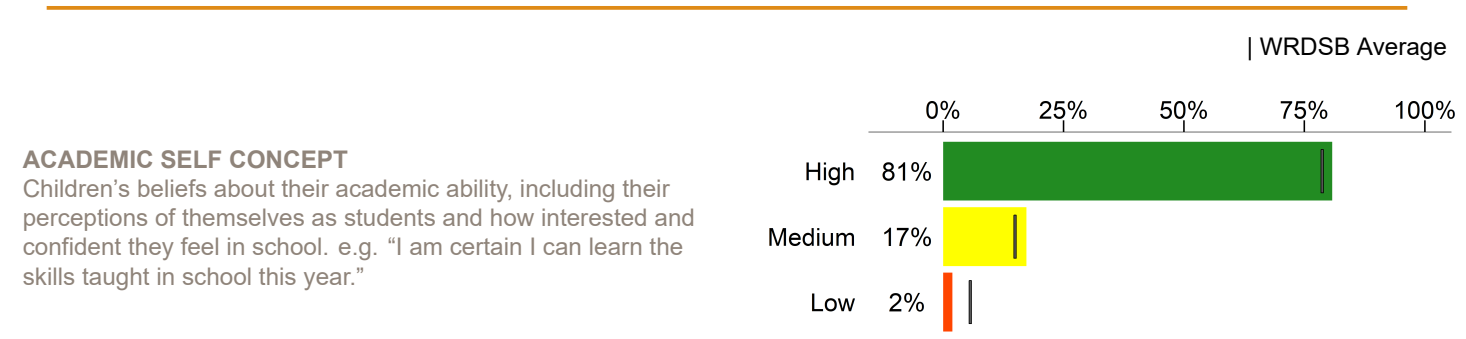 | WRDSB Average
0% 25% 50% 75% 100%
ACADEMIC SELF CONCEPT
Children’s beliefs about their academic ability, including their
perceptions of themselves as students and how interested and
confident they feel in school. e.g. “I am certain I can learn the
skills taught in school this year.”
High 81%
Medium 17%
Low 2%